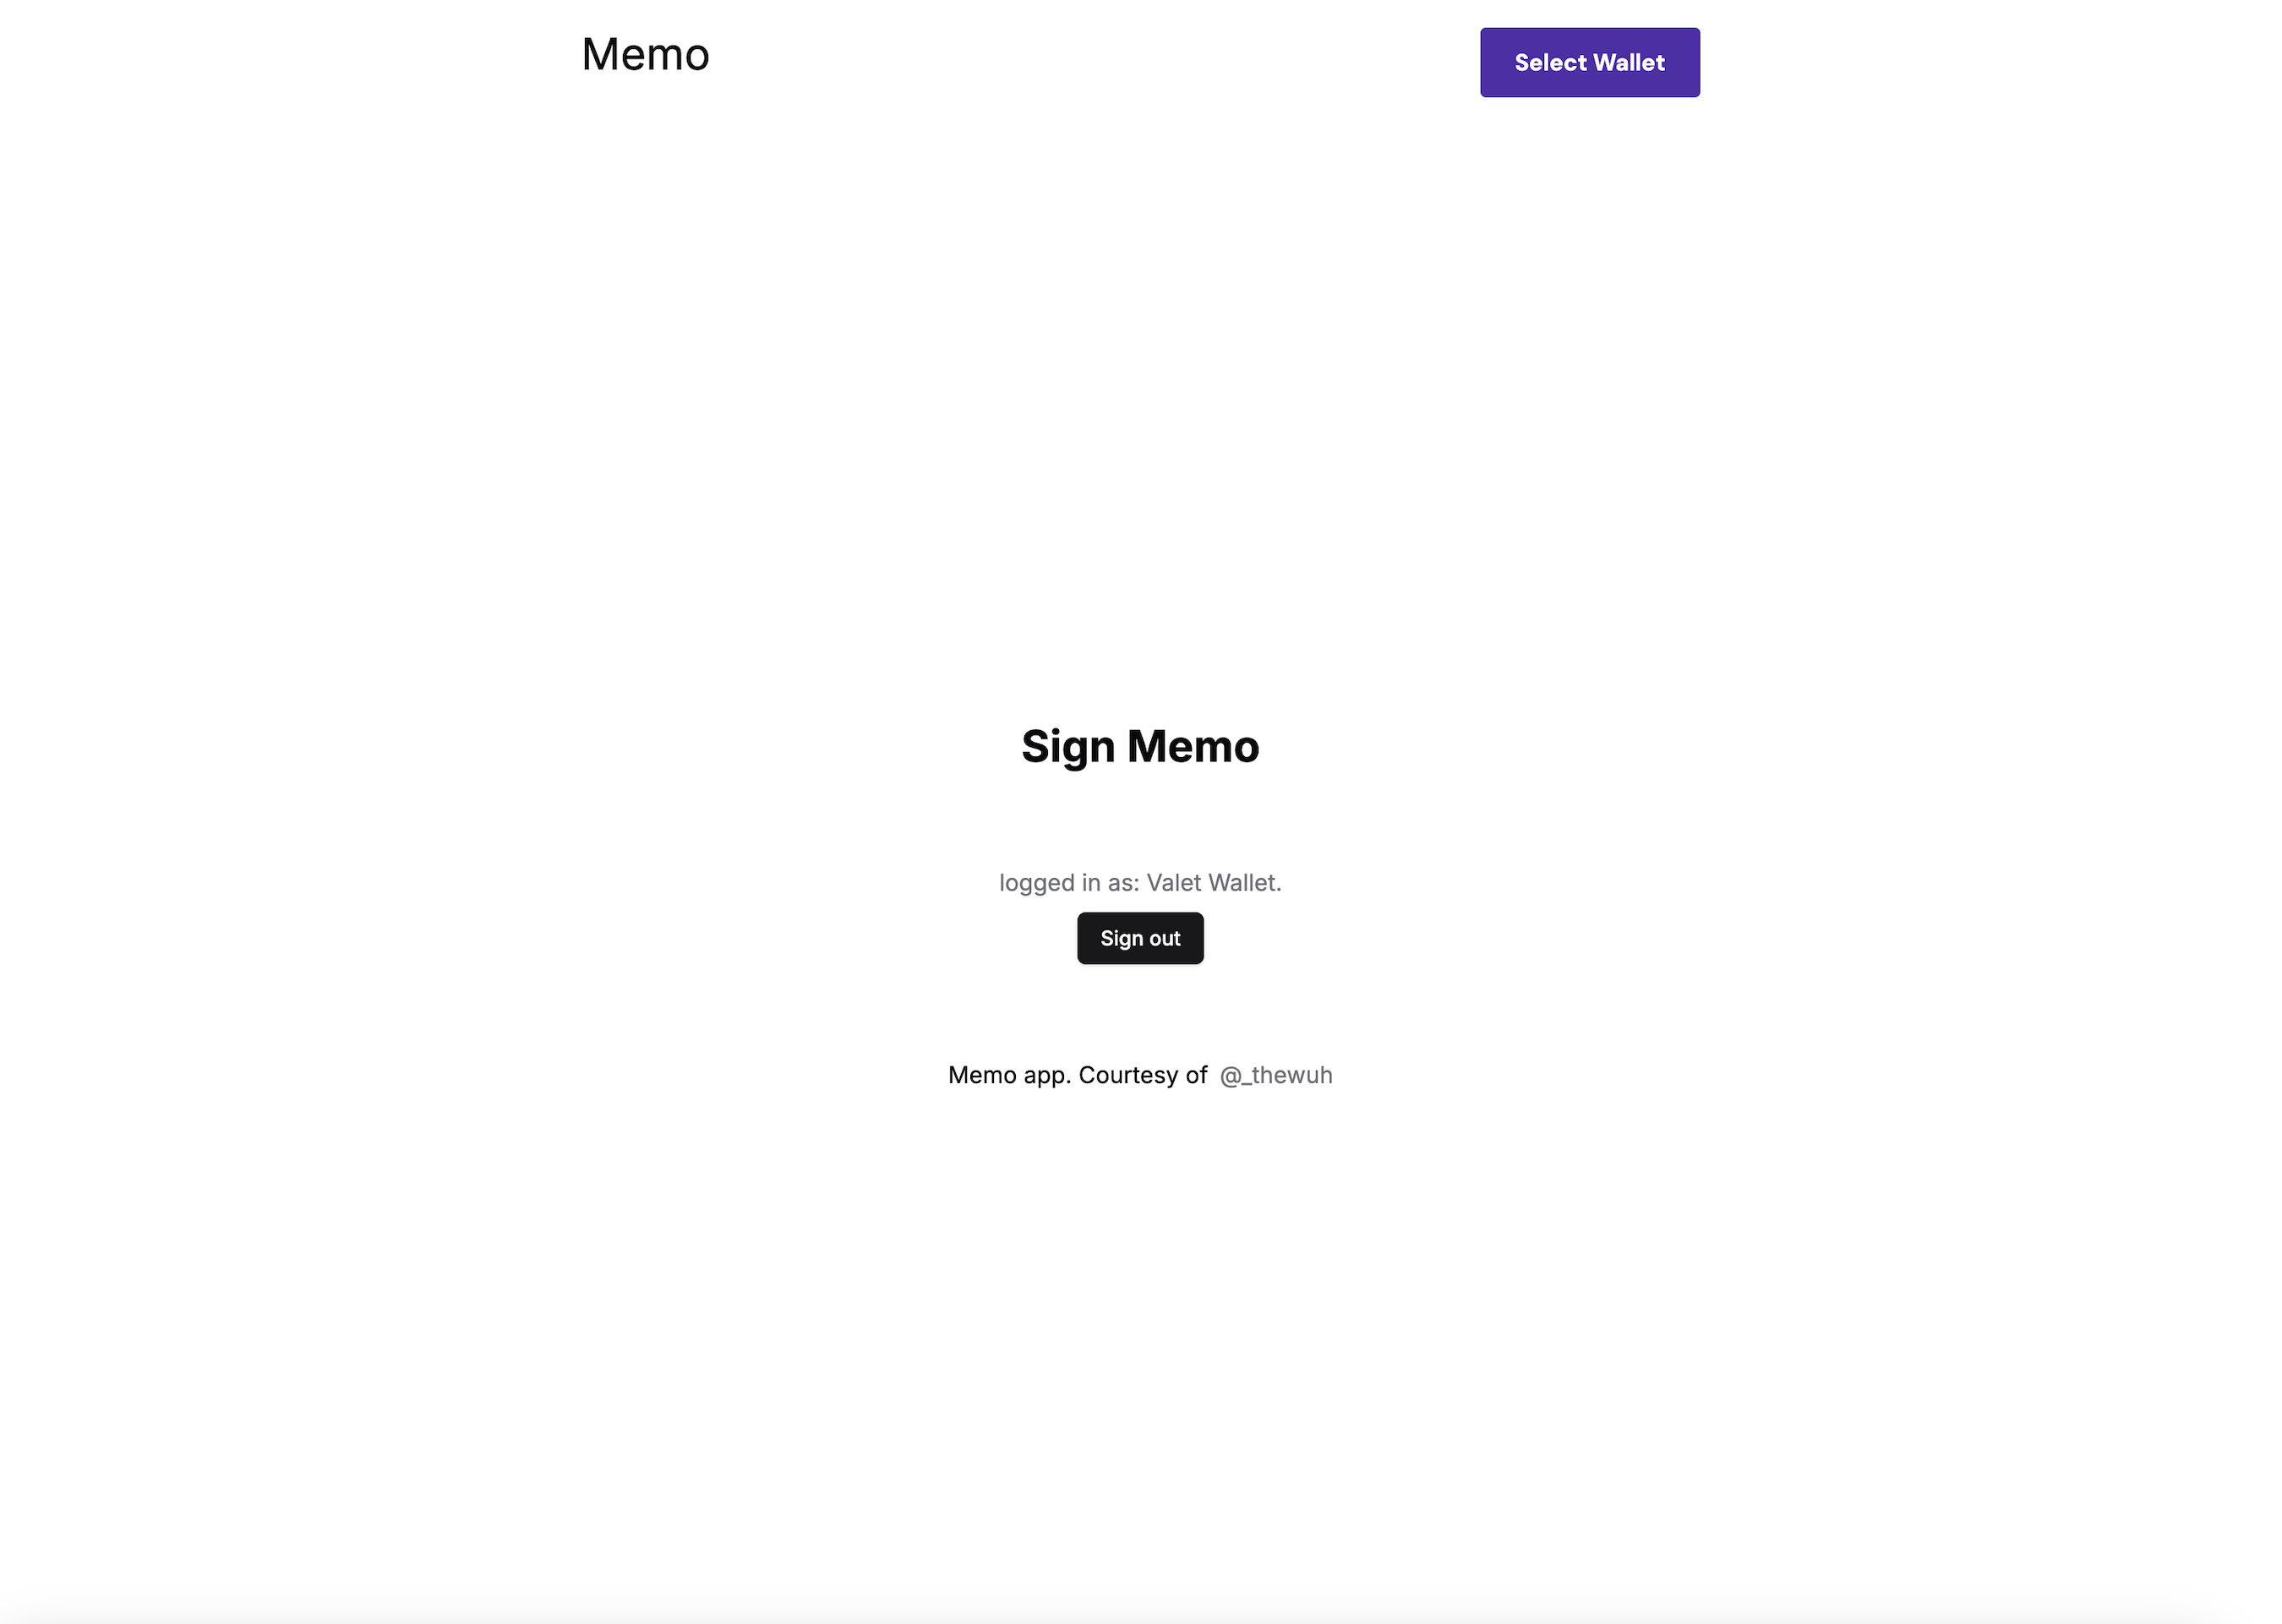 Memo
Select Wallet
Sign Memo
logged in as: Valet Wallet.
Sign out
Memo app. Courtesy of @_thewuh